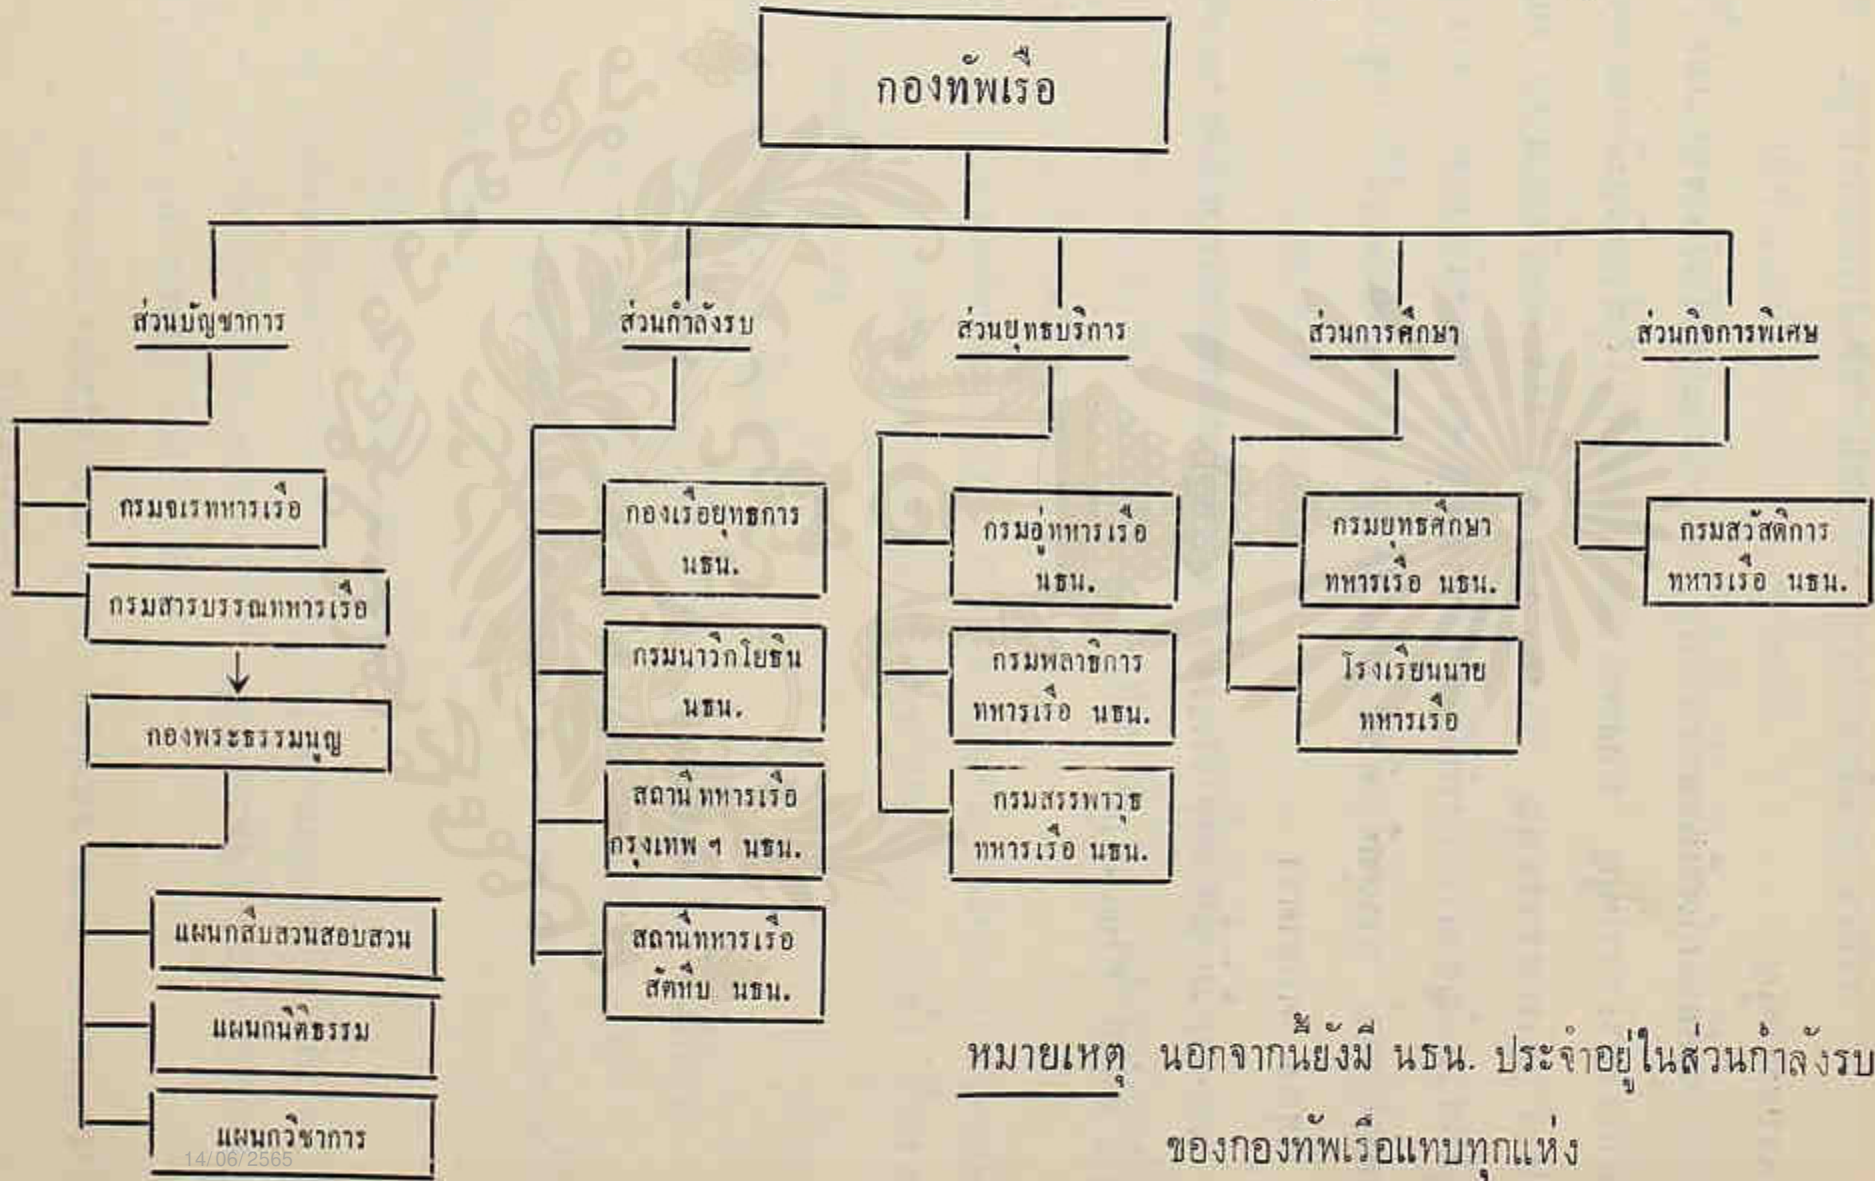 กองทัพเรือ
ส่วนบัญชาการ
กรมจเรทหารเรือ
กรมสารบรรณทหารเรือ
กองพระธรรมนูญ
แผนกสืบสวนสอบสวน
แผนกนิติธรรม
แผนกวิชาการ
ส่วนกำลังรบ
กองเรือยุทธการ
นธน.
กรมนาวิกโยธิน
นธน.
สถานีทหารเรือ
กรุงเทพ ฯ นธน.
สถานีทหารเรือ
สัตหีบ นธน.
ส่วนยุทธบริการ
กรมอู่ทหารเรือ
นธน.
กรมพลาธิการ
ทหารเรือ นธน.
กรมสรรพาวุธ
ทหารเรือ นธน.
ส่วนการศึกษา
กรมยุทธศึกษา
ทหารเรือ นธน.
โรงเรียนนาย
ทหารเรือ
ส่วนกิจการพิเศษ
กรมสวัสดิการ
ทหารเรือ นธน.
หมายเหตุ นอกจากนี้ยังมี นธน. ประจำอยู่ในส่วนกำลังรบ
ของกองทัพเรือแทบทุกแห่ง
14/06/2565